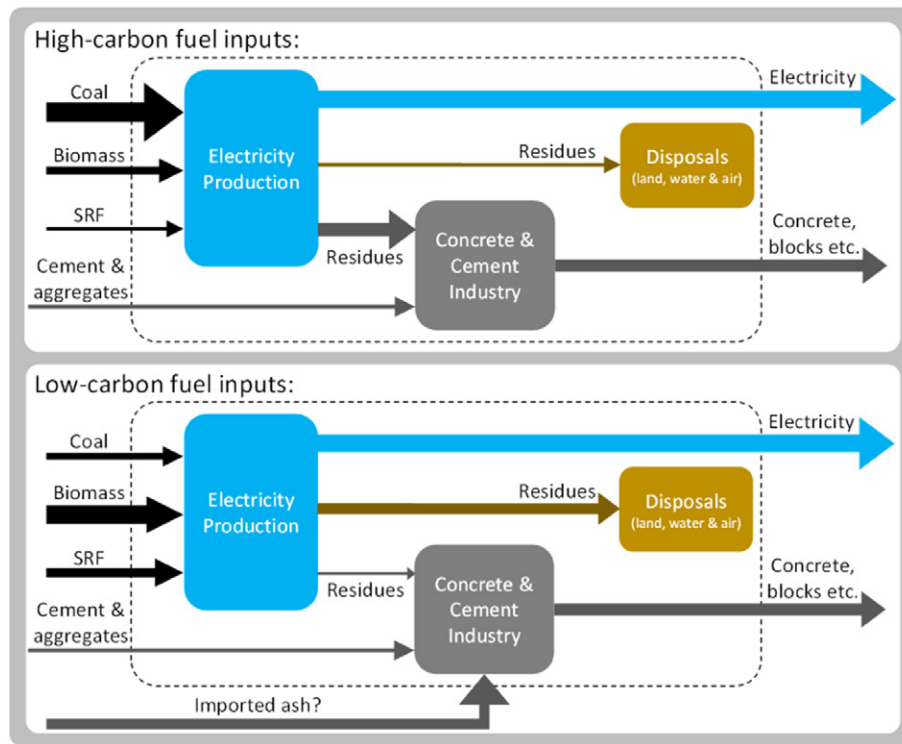 High-carbon fuel inputs:
Coal
Electricity
Biomass
Electricity
Production
Residues
Disposals
(land, water & air)
SRF
Residues
Concrete &
Cement
Industry
Concrete,
blocks etc.
Cement &
aggregates
Low-carbon fuel inputs:
Coal
Electricity
Biomass
Electricity
Production
Residues
Disposals
(land, water & air)
SRF
Residues
Concrete &
Cement
Industry
Concrete,
blocks etc.
Cement &
aggregates
Imported ash?